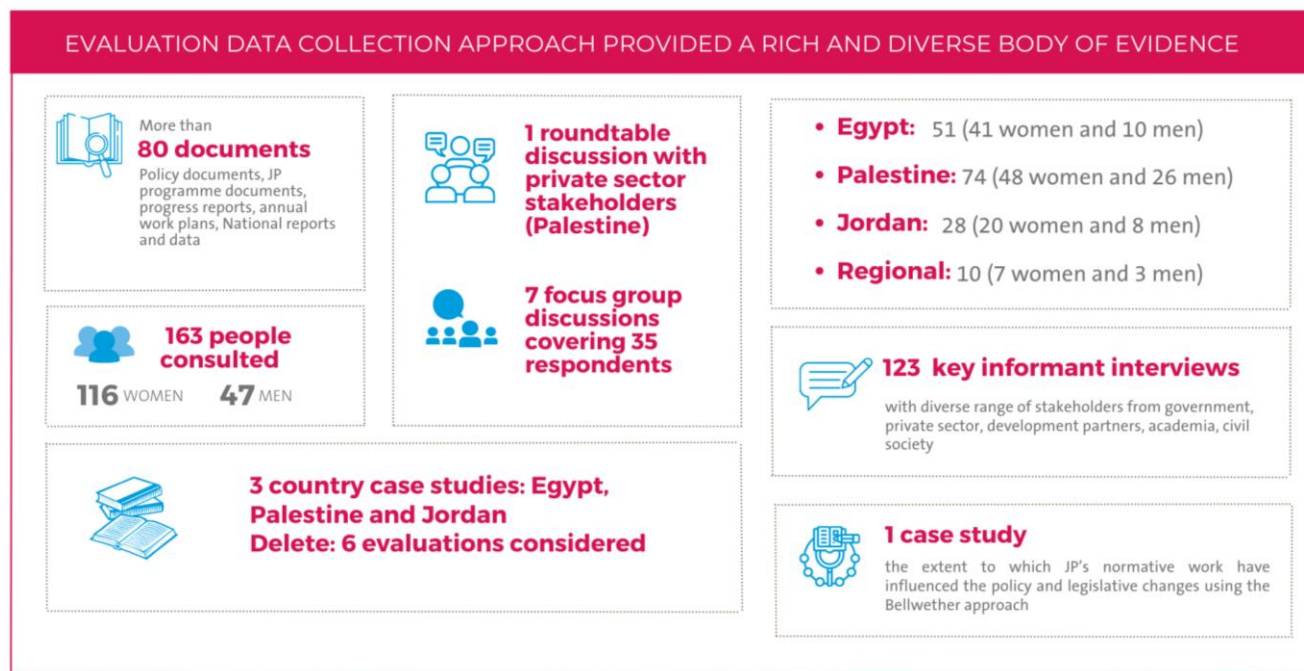 EVALUATION DATA COLLECTION APPROACH PROVIDED A RICH AND DIVERSE BODY OF EVIDENCE
More than
80 documents
Policy documents, JP
programme documents,
progress reports, annual
work plans, National reports
and data
163 people
consulted
116 WOMEN 47 MEN
1 roundtable
discussion with
private sector
stakeholders
(Palestine)
7 focus group
discussions
covering 35
respondents
3 country case studies: Egypt,
Palestine and Jordan
Delete: 6 evaluations considered
• Egypt: 51 (41 women and 10 men)
• Palestine: 74 (48 women and 26 men)
• Jordan: 28 (20 women and 8 men)
• Regional: 10 (7 women and 3 men)
123 key informant interviews
with diverse range of stakeholders from government,
private sector, development partners, academia, civil
society
1 case study
the extent to which JP's normative work have
influenced the policy and legislative changes using the
Bellwether approach